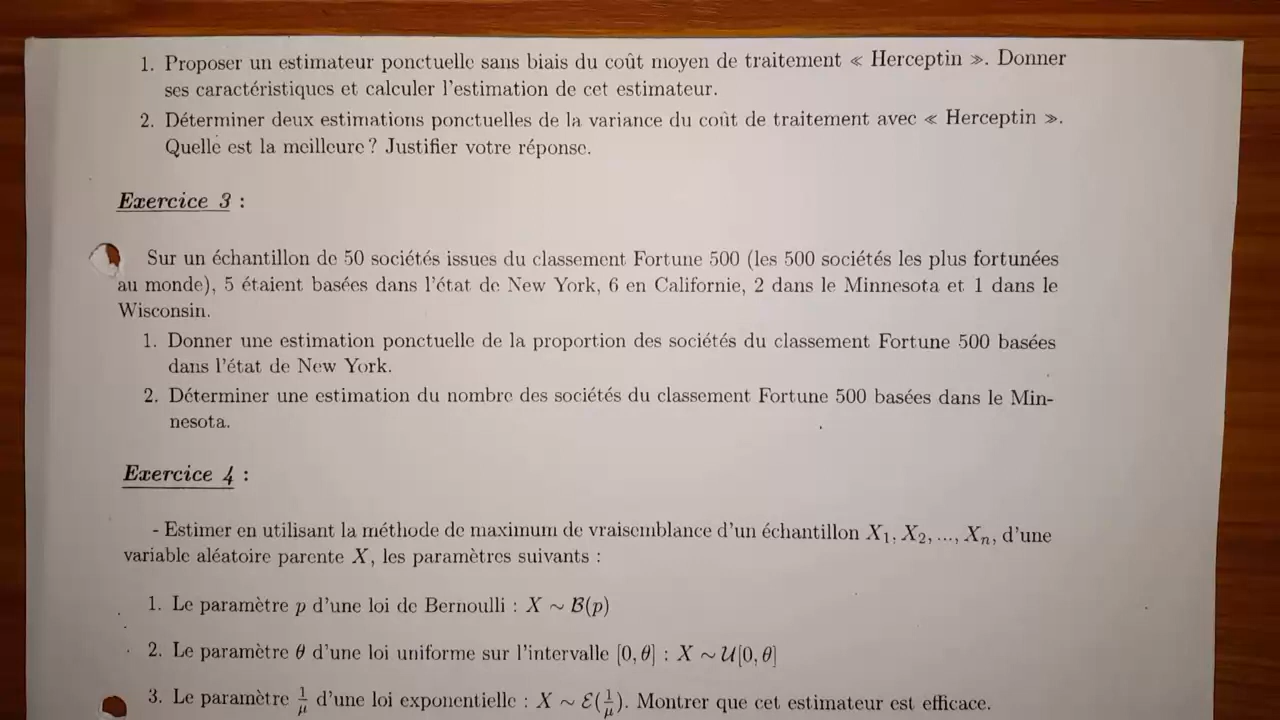 1. Proposer un estimateur ponctuelle sans biais du coût moyen de traitement « Herceptin ». Donner
ses caractéristiques et calculer l'estimation de cet estimateur.
2. Déterminer deux estimations ponctuelles de la variance du coût de traitement avec « Herceptin ».
Quelle est la meilleure ? Justifier votre réponse.
Exercice 3 :
Sur un échantillon de 50 sociétés issues du classement Fortune 500 (les 500 sociétés les plus fortunées
au monde), 5 étaient basées dans l'état de New York, 6 en Californie, 2 dans le Minnesota et 1 dans le
Wisconsin.
1. Donner une estimation ponctuelle de la proportion des sociétés du classement Fortune 500 basées
dans l'état de New York.
2. Déterminer une estimation du nombre des sociétés du classement Fortune 500 basées dans le Min-
nesota.
Exercice 4 :
- Estimer en utilisant la méthode de maximum de vraisemblance d'un échantillon X₁, X₂, ..., Xₙ, d'une
variable aléatoire parente X, les paramètres suivants :
1. Le paramètre p d'une loi de Bernoulli : X ∼ B(p)
2. Le paramètre θ d'une loi uniforme sur l'intervalle [0, θ] : X ∼ U[0, θ]
3. Le paramètre 1/μ d'une loi exponentielle : X ∼ ℰ(1/μ). Montrer que cet estimateur est efficace.